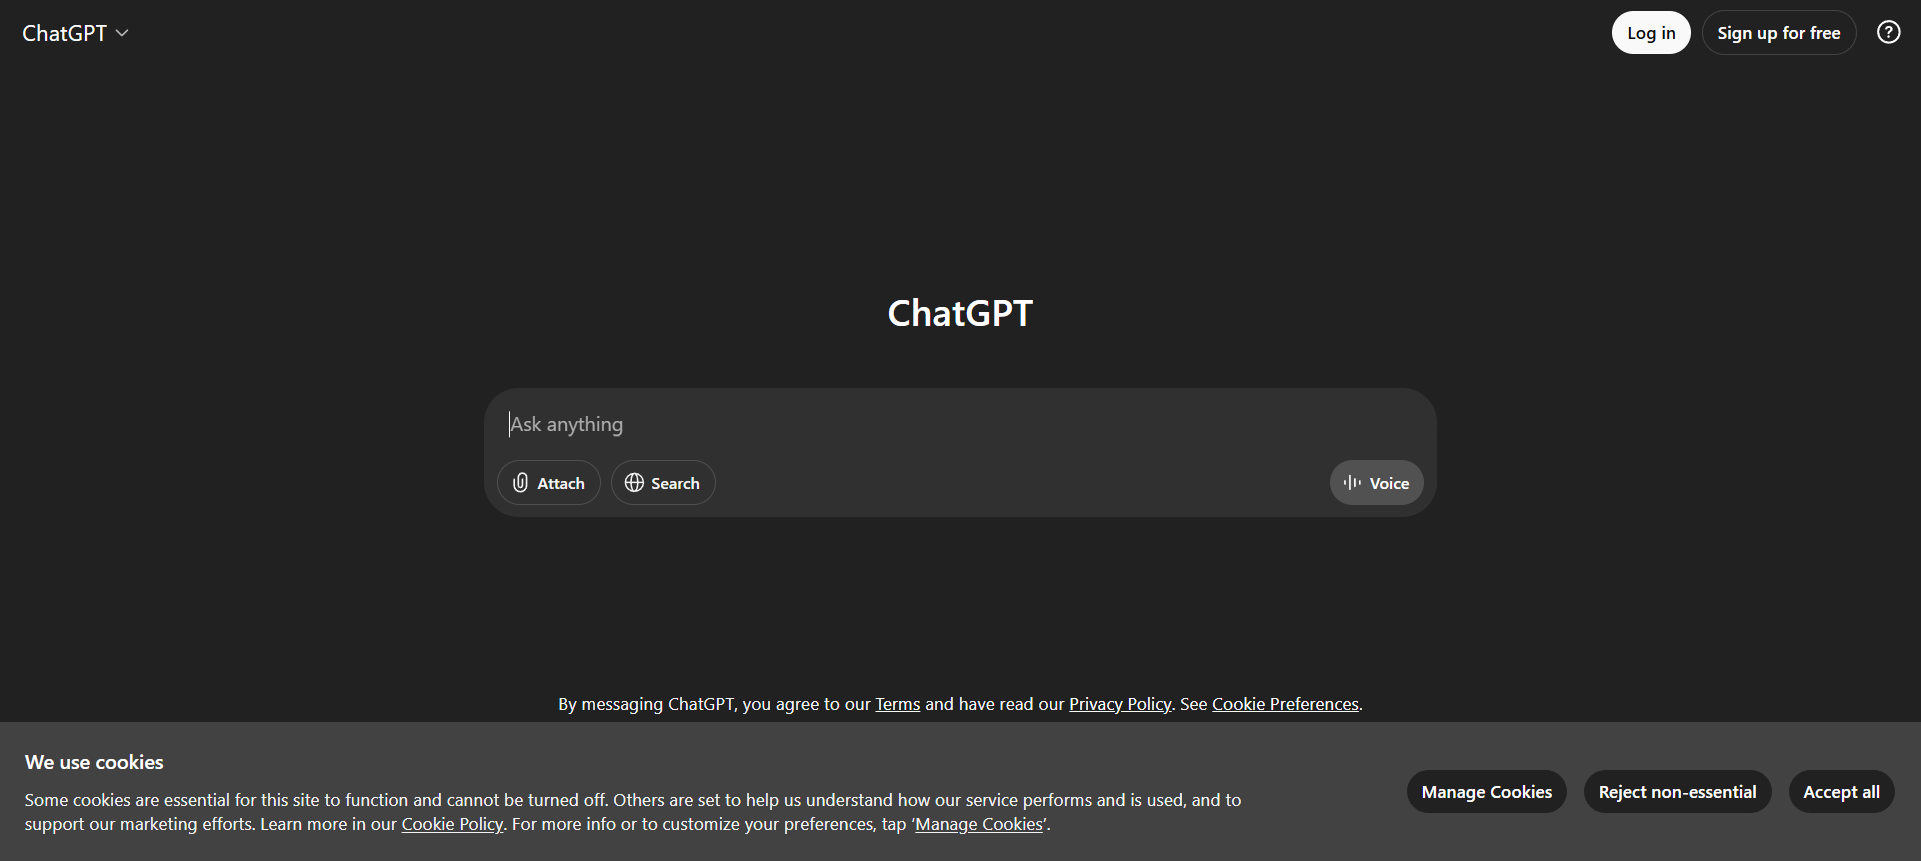 ChatGPT
Log in
Sign up for free
?
ChatGPT
Ask anything
Attach
Search
Voice
By messaging ChatGPT, you agree to our Terms and have read our Privacy Policy. See Cookie Preferences.
We use cookies
Some cookies are essential for this site to function and cannot be turned off. Others are set to help us understand how our service performs and is used, and to
support our marketing efforts. Learn more in our Cookie Policy. For more info or to customize your preferences, tap ‘Manage Cookies’.
Manage Cookies
Reject non-essential
Accept all